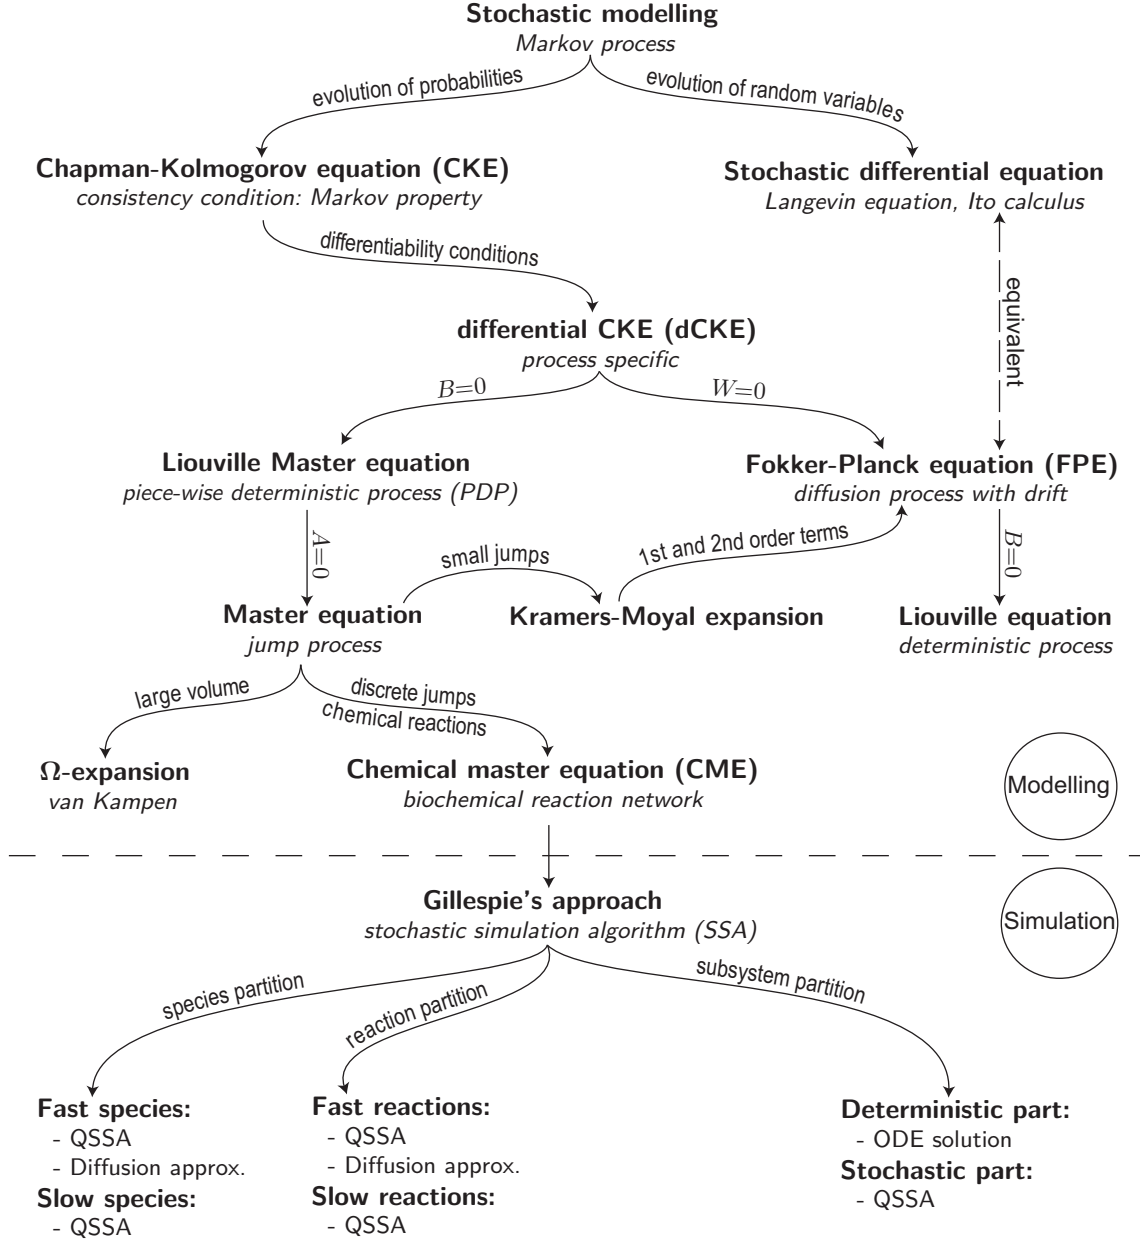 Stochastic modelling
Markov process
evolution of probabilities
evolution of random variables
Chapman-Kolmogorov equation (CKE)
consistency condition: Markov property
Stochastic differential equation
Langevin equation, Ito calculus
differentiability conditions
equivalent
differential CKE (dCKE)
process specific
B=0
W=0
Liouville Master equation
piece-wise deterministic process (PDP)
Fokker-Planck equation (FPE)
diffusion process with drift
A=0
small jumps
1st and 2nd order terms
B=0
Master equation
jump process
Kramers-Moyal expansion
Liouville equation
deterministic process
large volume
discrete jumps
chemical reactions
Ω-expansion
van Kampen
Chemical master equation (CME)
biochemical reaction network
Modelling
Gillespie's approach
stochastic simulation algorithm (SSA)
Simulation
species partition
reaction partition
subsystem partition
Fast species:
- QSSA
- Diffusion approx.
Slow species:
- QSSA
Fast reactions:
- QSSA
- Diffusion approx.
Slow reactions:
- QSSA
Deterministic part:
- ODE solution
Stochastic part:
- QSSA